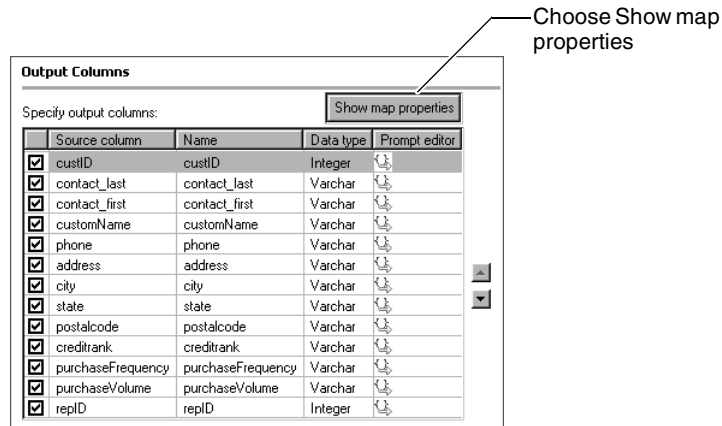 Choose Show map
properties
Output Columns
Specify output columns:
Show map properties
Source column Name Data type Prompt editor
custID custID Integer
contact_last contact_last Varchar
contact_first contact_first Varchar
customName customName Varchar
phone phone Varchar
address address Varchar
city city Varchar
state state Varchar
postalcode postalcode Varchar
creditrank creditrank Varchar
purchaseFrequency purchaseFrequency Varchar
purchaseVolume purchaseVolume Varchar
repID repID Integer